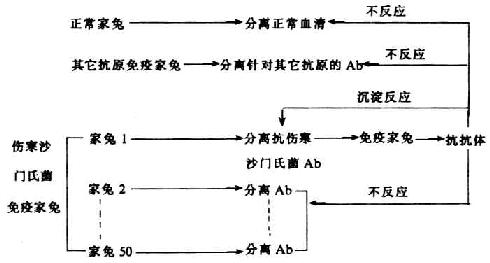 正常家兔 分离正常血清 不反应
其它抗原免疫家兔 分离针对其它抗原的 Ab 不反应
沉淀反应
伤寒沙
门氏菌
免疫家兔
家兔 1 分离抗伤寒 免疫家兔 抗抗体
沙门氏菌 Ab
家兔 2 分离 Ab 不反应
家兔 50 分离 Ab